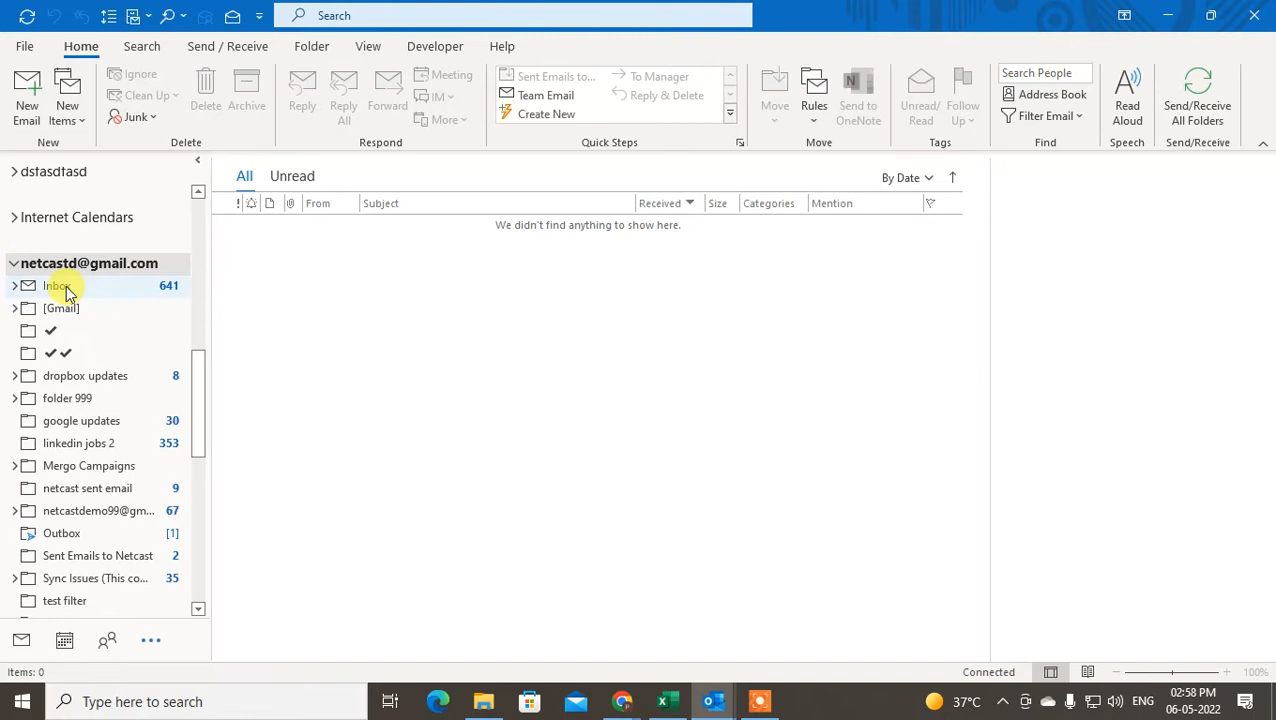 Search
File Home Search Send / Receive Folder View Developer Help
New Email
New Items
Ignore
Clean Up
Junk
Delete
Archive
Reply
Reply All
Forward
Meeting
IM
More
Sent Emails to...
Team Email
Create New
To Manager
Reply & Delete
Move
Rules
Send to OneNote
Unread/ Read
Follow Up
Search People
Address Book
Filter Email
Read Aloud
Send/Receive All Folders
New Delete Respond Quick Steps Move Tags Find Speech Send/Receive
dsfasdfasd
Internet Calendars
netcastd@gmail.com
Inbox 641
[Gmail]
dropbox updates 8
folder 999
google updates 30
linkedin jobs 2 353
Mergo Campaigns
netcast sent email 9
netcastdemo99@gm... 67
Outbox [1]
Sent Emails to Netcast 2
Sync Issues (This co... 35
test filter
All Unread By Date
! From Subject Received Size Categories Mention
We didn't find anything to show here.
Items: 0 Connected 100%
Type here to search
37°C ENG
02:58 PM
06-05-2022